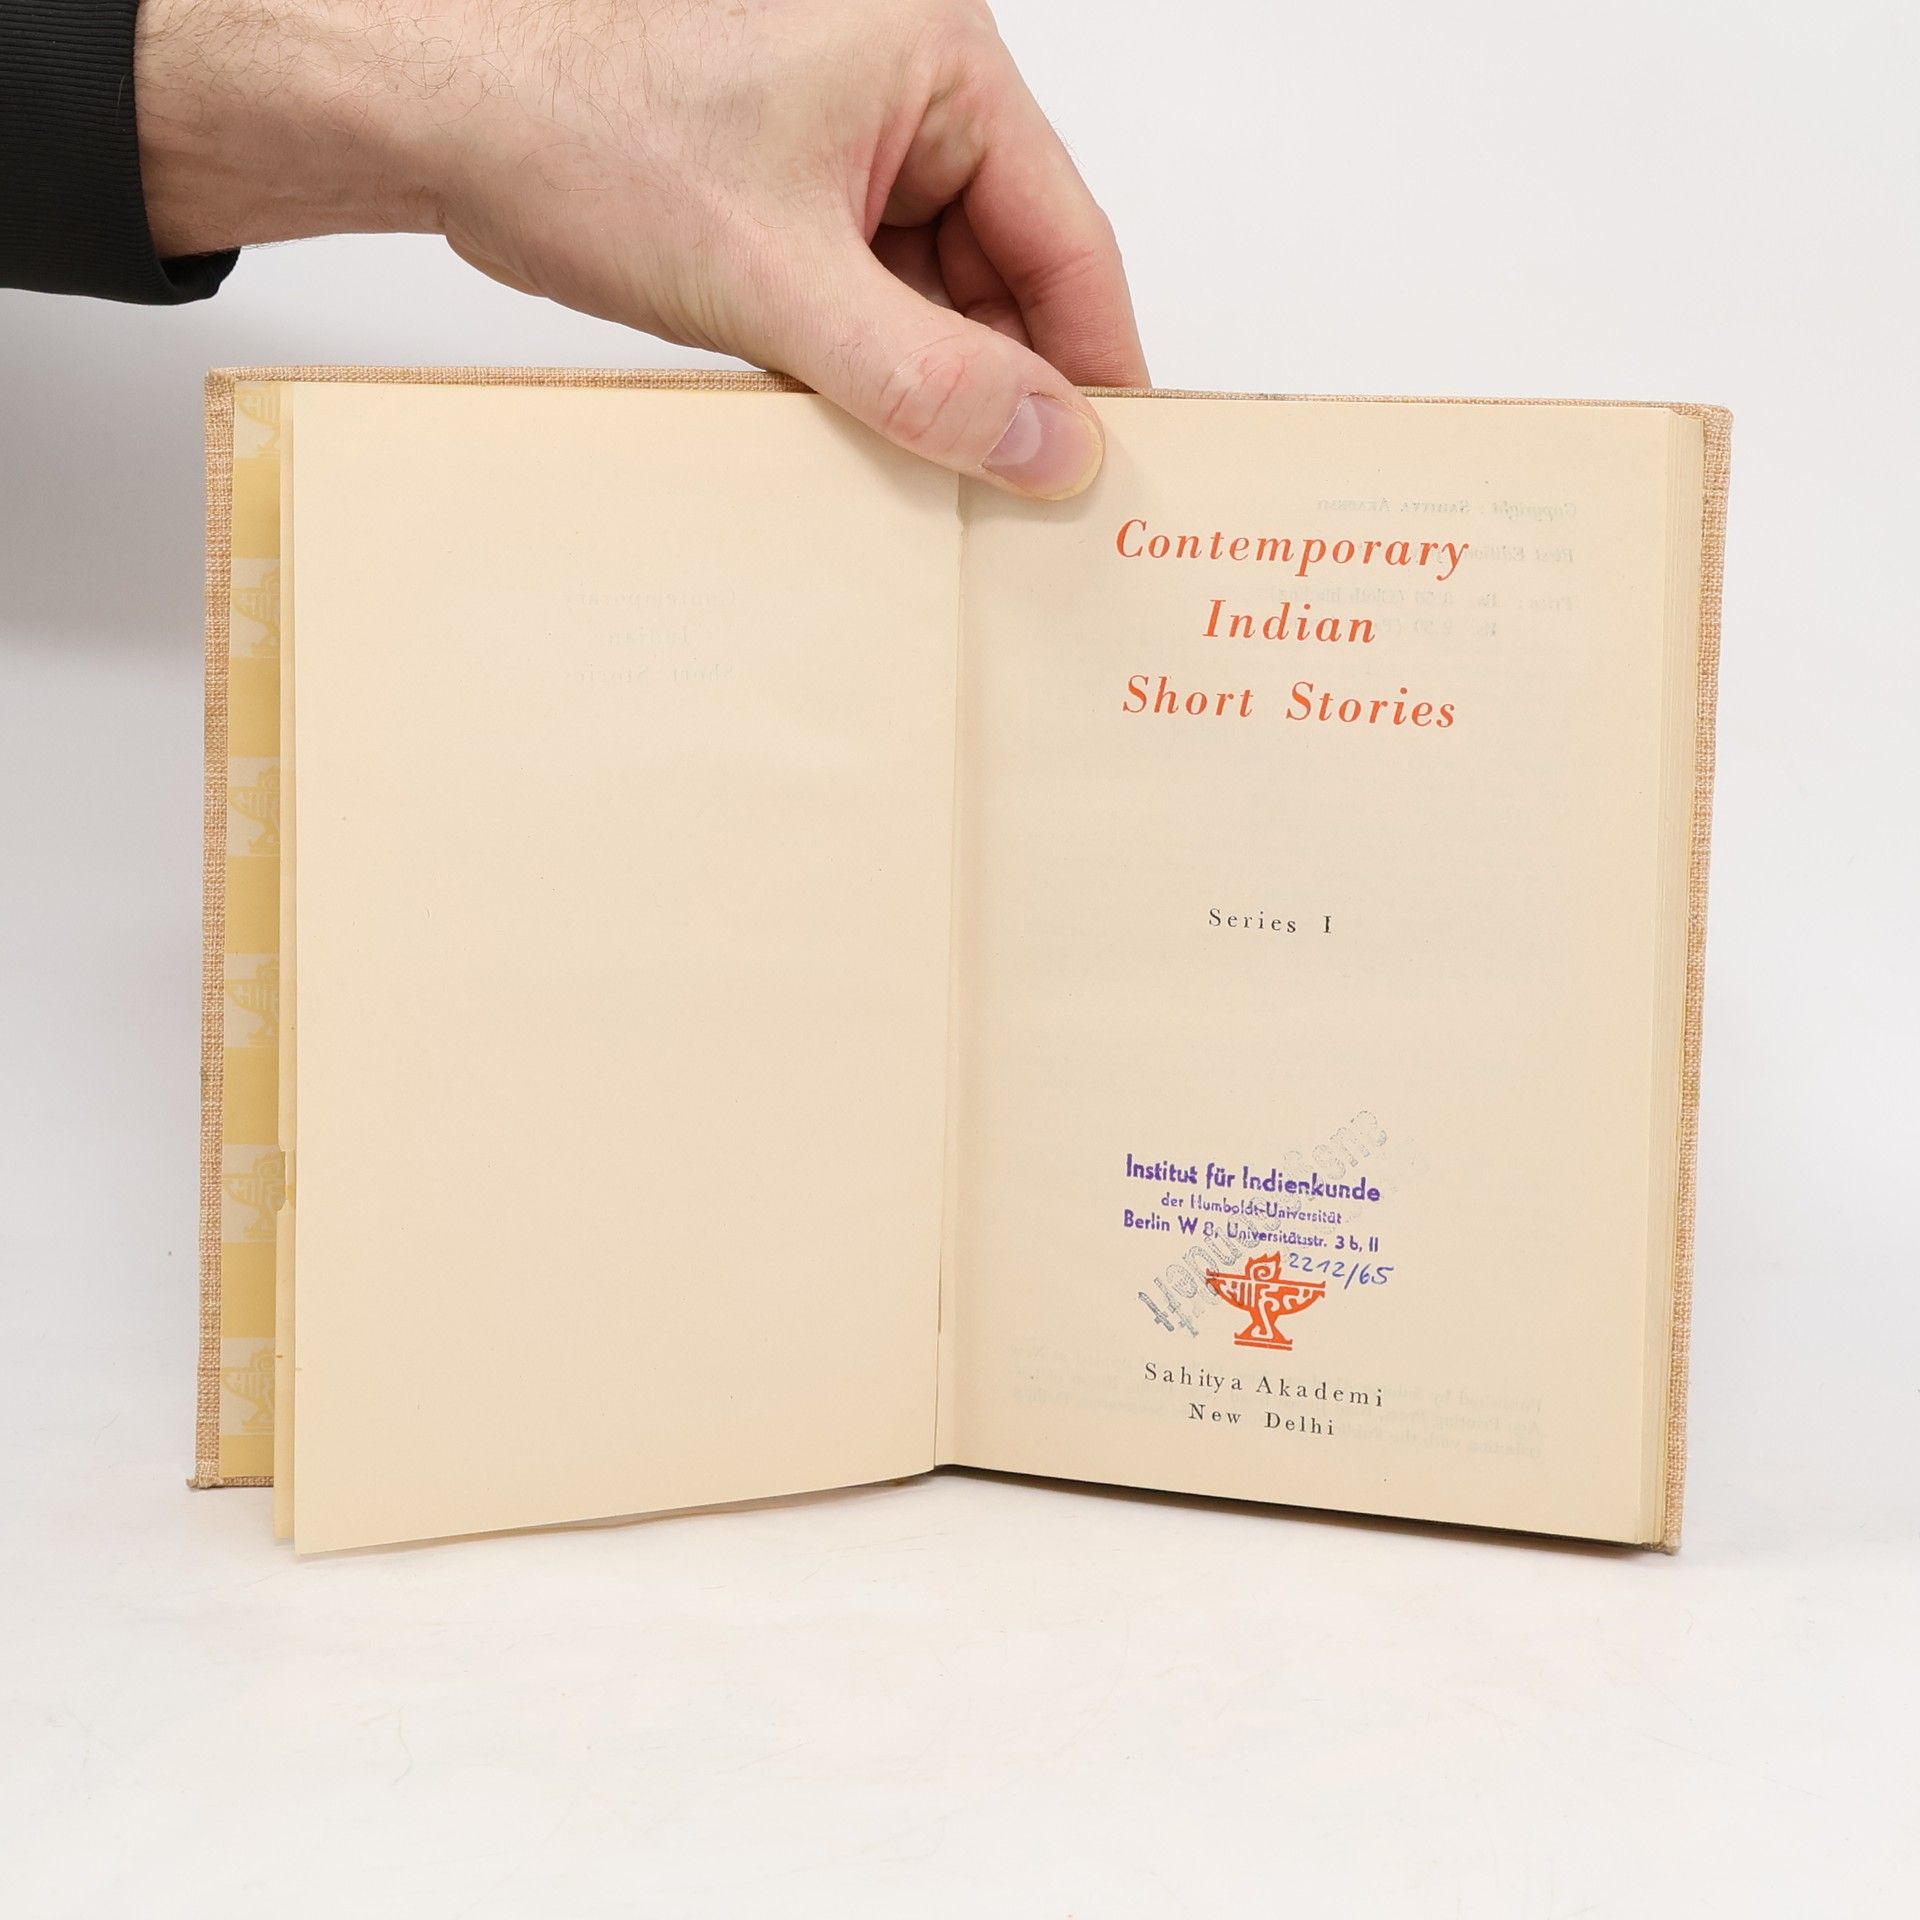 Contemporary
Indian
Short Stories
Series I
Institut für Indienkunde
der Humboldt-Universität
Berlin W 8, Universitätsstr. 3 b, II
2212/65
ausgesondert
साहित्य
Sahitya Akademi
New Delhi